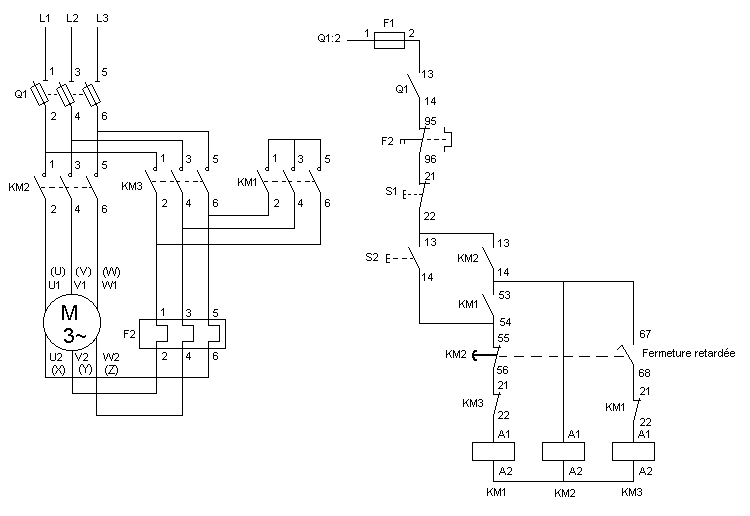 L1 L2 L3
F1
Q1:2 1 2
1 3 5
Q1
2 4 6
13
Q1
14
95
F2
96
1 3 5
KM2
2 4 6
1 3 5
KM3
2 4 6
1 3 5
KM1
2 4 6
21
S1
22
13
S2
14
13
KM2
14
53
KM1
54
(U) (V) (W)
U1 V1 W1
M
3~
U2 V2 W2
(X) (Y) (Z)
1 3 5
F2
2 4 6
55
KM2
56
67
Fermeture retardée
68
21
KM3
22
21
KM1
22
A1 A1 A1
A2 A2 A2
KM1 KM2 KM3